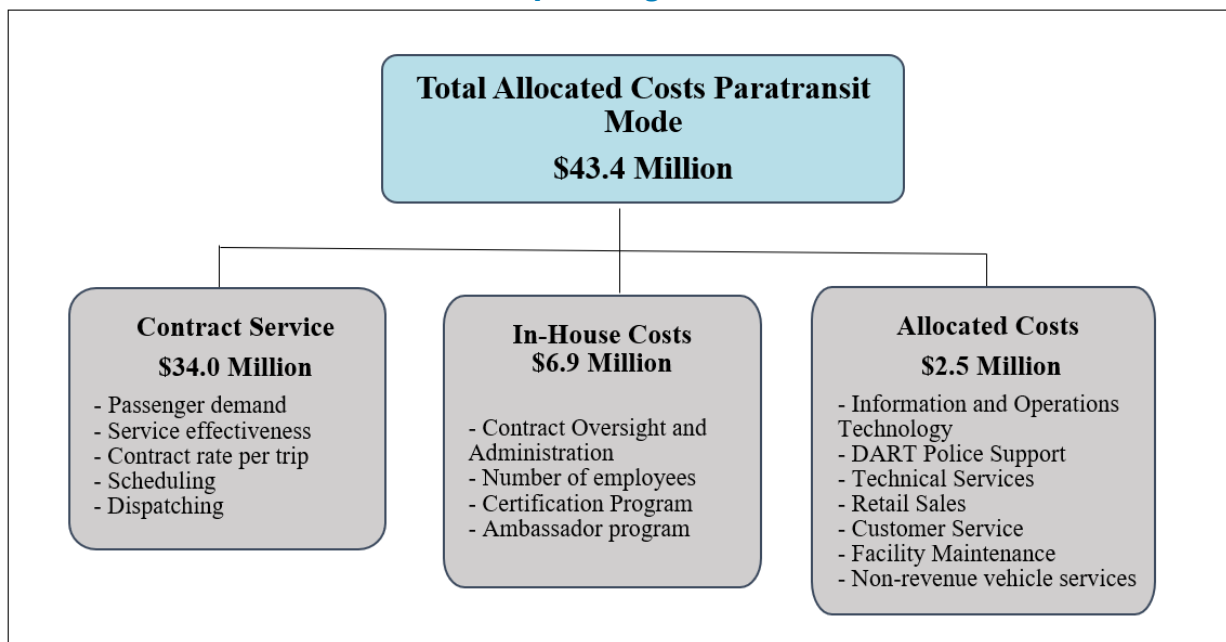 Total Allocated Costs Paratransit
Mode
$43.4 Million
Contract Service
$34.0 Million
- Passenger demand
- Service effectiveness
- Contract rate per trip
- Scheduling
- Dispatching
In-House Costs
$6.9 Million
- Contract Oversight and
Administration
- Number of employees
- Certification Program
- Ambassador program
Allocated Costs
$2.5 Million
- Information and Operations
Technology
- DART Police Support
- Technical Services
- Retail Sales
- Customer Service
- Facility Maintenance
- Non-revenue vehicle services